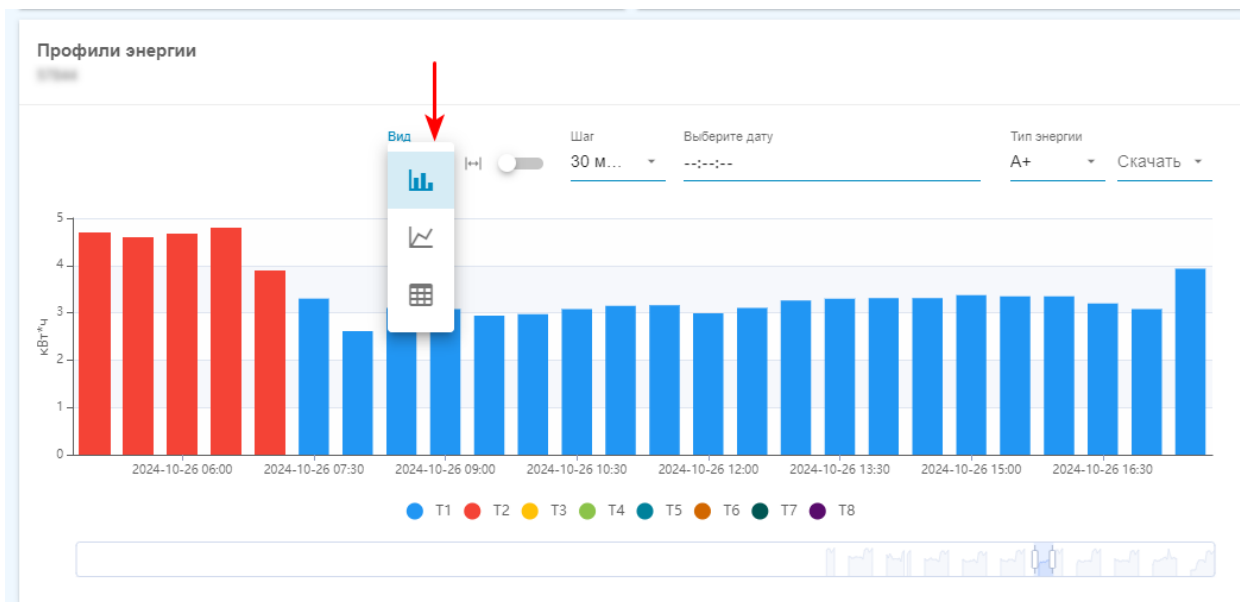 Профили энергии
Вид
Шаг
Выберите дату
Тип энергии
30 м...
--:--:--
A+
Скачать
5
4
3
2
1
0
кВт*ч
2024-10-26 06:00 2024-10-26 07:30 2024-10-26 09:00 2024-10-26 10:30 2024-10-26 12:00 2024-10-26 13:30 2024-10-26 15:00 2024-10-26 16:30
T1 T2 T3 T4 T5 T6 T7 T8